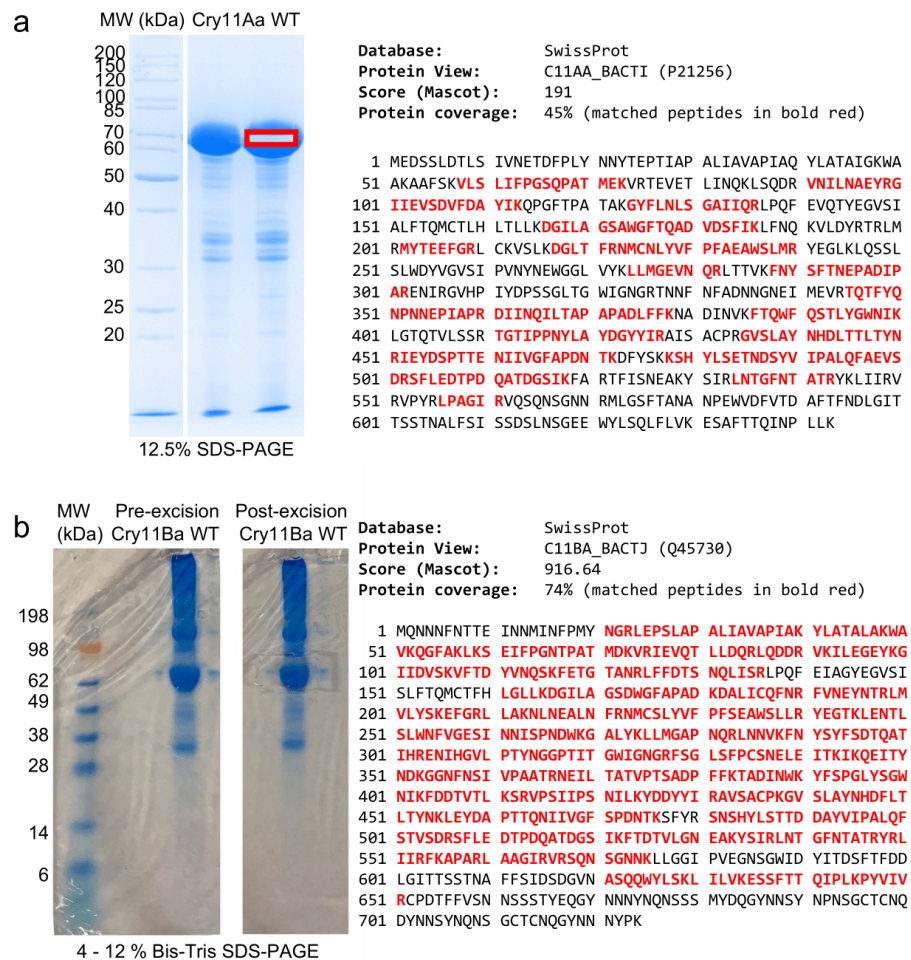 a
MW (kDa) Cry11Aa WT
200
150
120
100
85
70
60
50
40
30
25
20
12.5% SDS-PAGE
Database: SwissProt
Protein View: C11AA_BACTI (P21256)
Score (Mascot): 191
Protein coverage: 45% (matched peptides in bold red)
1 MEDSSLDTLS IVNETDFPLY NNYTEPTIAP ALIAVAPIAQ YLATAIGKWA
51 AKAAFSKVLS LIFPGSQPAT MEKVRTEVET LINQKLSQDR VNILNAEYRG
101 IIEVSDVFDA YIKQPGFTPA TAKGYFLNLS GAIIQRLPQF EVQTYEGVSI
151 ALFTQMCTLH LTLLKDGILA GSAWGFTQAD VDSFIKLFNQ KVLDYRTRLM
201 RMYTEEFGRL CKVSLKDGLT FRNMCNLYVF PFAEAWSLMR YEGLKLQSSL
251 SLWDYVGVSI PVNYNEWGGL VYKLLMGEVN QRLTTVKFNY SFTNEPADIP
301 ARENIRGVHP IYDPSSGLTG WIGNGRTNNF NFADNNGNEI MEVRTQTFYQ
351 NPNNEPIAPR DIINQILTAP APADLFFKNA DINVKFTQWF QSTLYGWNIK
401 LGTQTVLSSR TGTIPPNYLA YDGYYIRAIS ACPRGVSLAY NHDLTTLTYN
451 RIEYDSPTTE NIIVGFAPDN TKDFYSKKSH YLSETNDSYV IPALQFAEVS
501 DRSFLEDTPD QATDGSIKFA RTFISNEAKY SIRLNTGFNT ATRYKLIIRV
551 RVPYRLPAGI RVQSQNSGNN RMLGSFTANA NPEWVDFVTD AFTFNDLGIT
601 TSSTNALFSI SSDSLNSGEE WYLSQLFLVK ESAFTTQINP LLK
b
MW (kDa)
Pre-excision Cry11Ba WT
Post-excision Cry11Ba WT
198
98
62
49
38
28
14
6
4 - 12 % Bis-Tris SDS-PAGE
Database: SwissProt
Protein View: C11BA_BACTJ (Q45730)
Score (Mascot): 916.64
Protein coverage: 74% (matched peptides in bold red)
1 MQNNNFNTTE INNMINFPMY NGRLEPSLAP ALIAVAPIAK YLATALAKWA
51 VKQGFAKLKS EIFPGNTPAT MDKVRIEVQT LLDQRLQDDR VKILEGEYKG
101 IIDVSKVFTD YVNQSKFETG TANRLFFDTS NQLISRLPQF EIAGYEGVSI
151 SLFTQMCTFH LGLLKDGILA GSDWGFAPAD KDALICQFNR FVNEYNTRLM
201 VLYSKEFGRL LAKNLNEALN FRNMCSLYVF PFSEAWSLLR YEGTKLENTL
251 SLWNFVGESI NNISPNDWKG ALYKLLMGAP NQRLNNVKFN YSYFSDTQAT
301 IHRENIHGVL PTYNGGPTIT GWIGNGRFSG LSFPCSNELE ITKIKQEITY
351 NDKGGNFNSI VPAATRNEIL TATVPTSADP FFKTADINWK YFSPGLYSGW
401 NIKFDDTVTL KSRVPSIIPS NILKYDDYYI RAVSACPKGV SLAYNHDFLT
451 LTYNKLEYDA PTTQNIIVGF SPDNTKSFYR SNSHYLSTTD DAYVIPALQF
501 STVSDRSFLE DTPDQATDGS IKFTDTVLGN EAKYSIRLNT GFNTATRYRL
551 IIRFKAPARL AAGIRVRSQN SGNNKLLGGI PVEGNSGWID YITDSFTFDD
601 LGITTSSTNA FFSIDSDGVN ASQQWYLSKL ILVKESSFTT QIPLKPYVIV
651 RCPDTFFVSN NSSSTYEQGY NNNYNQNSSS MYDQGYNNSY NPNSGCTCNQ
701 DYNNSYNQNS GCTCNQGYNN NYPK